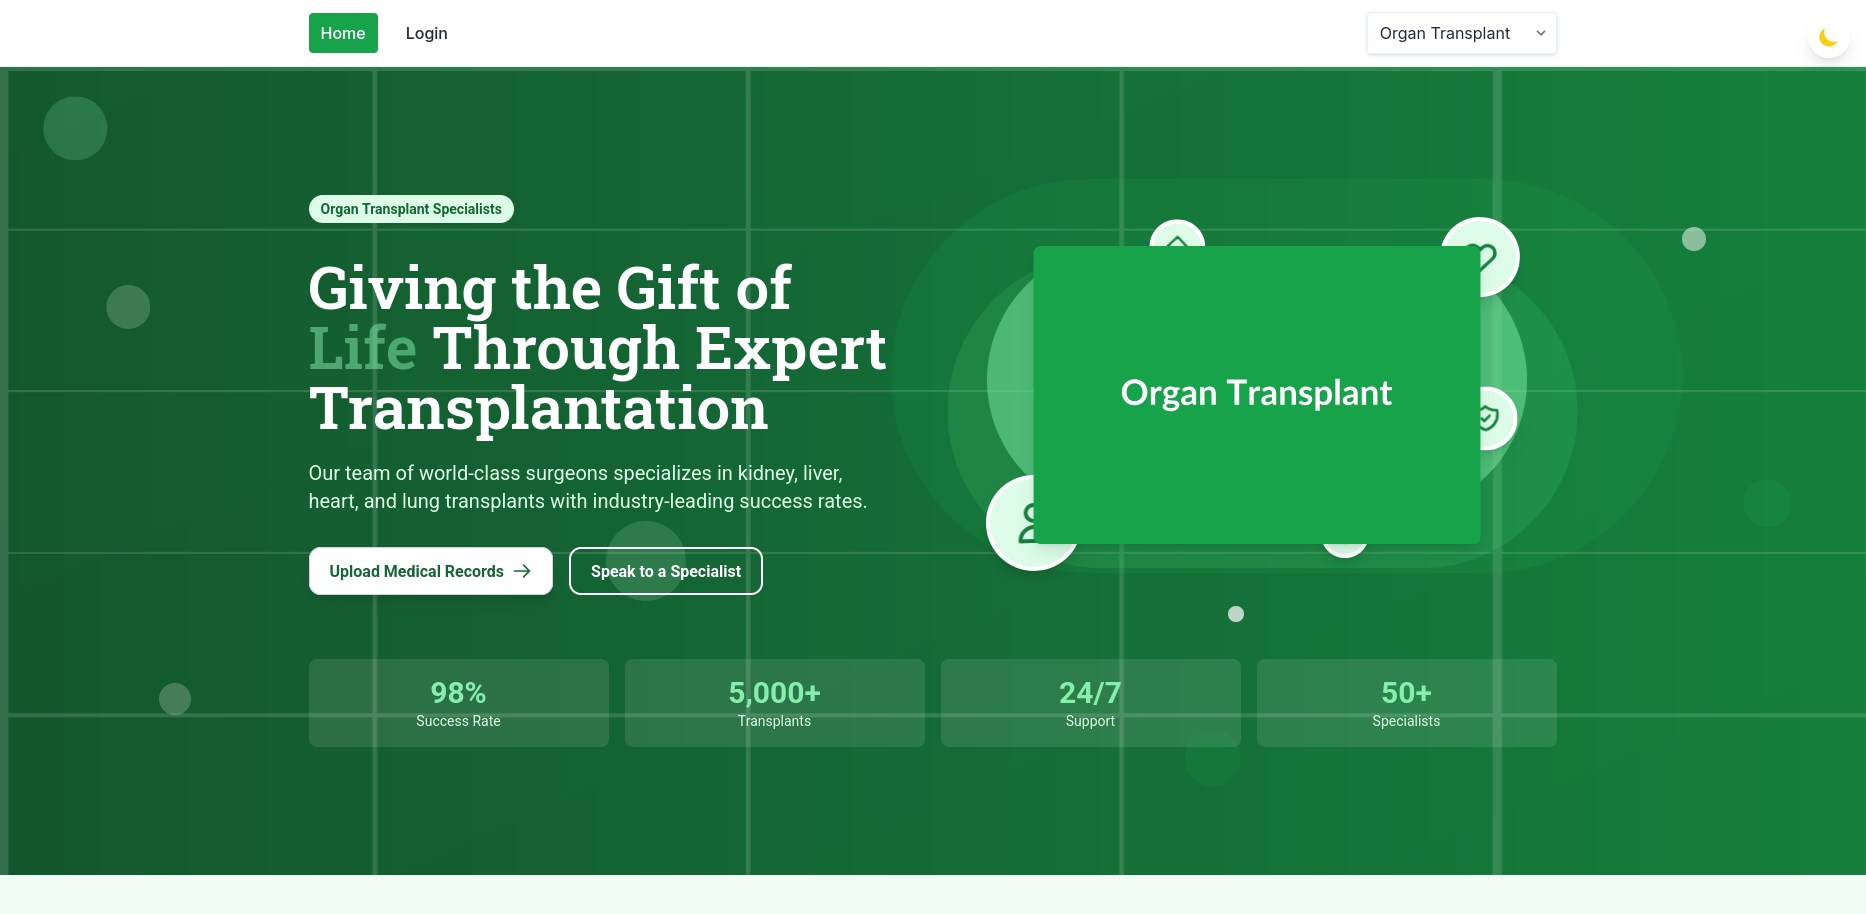 Home
Login
Organ Transplant
Organ Transplant Specialists
Giving the Gift of
Life Through Expert
Transplantation
Our team of world-class surgeons specializes in kidney, liver,
heart, and lung transplants with industry-leading success rates.
Upload Medical Records
Speak to a Specialist
Organ Transplant
98%
Success Rate
5,000+
Transplants
24/7
Support
50+
Specialists